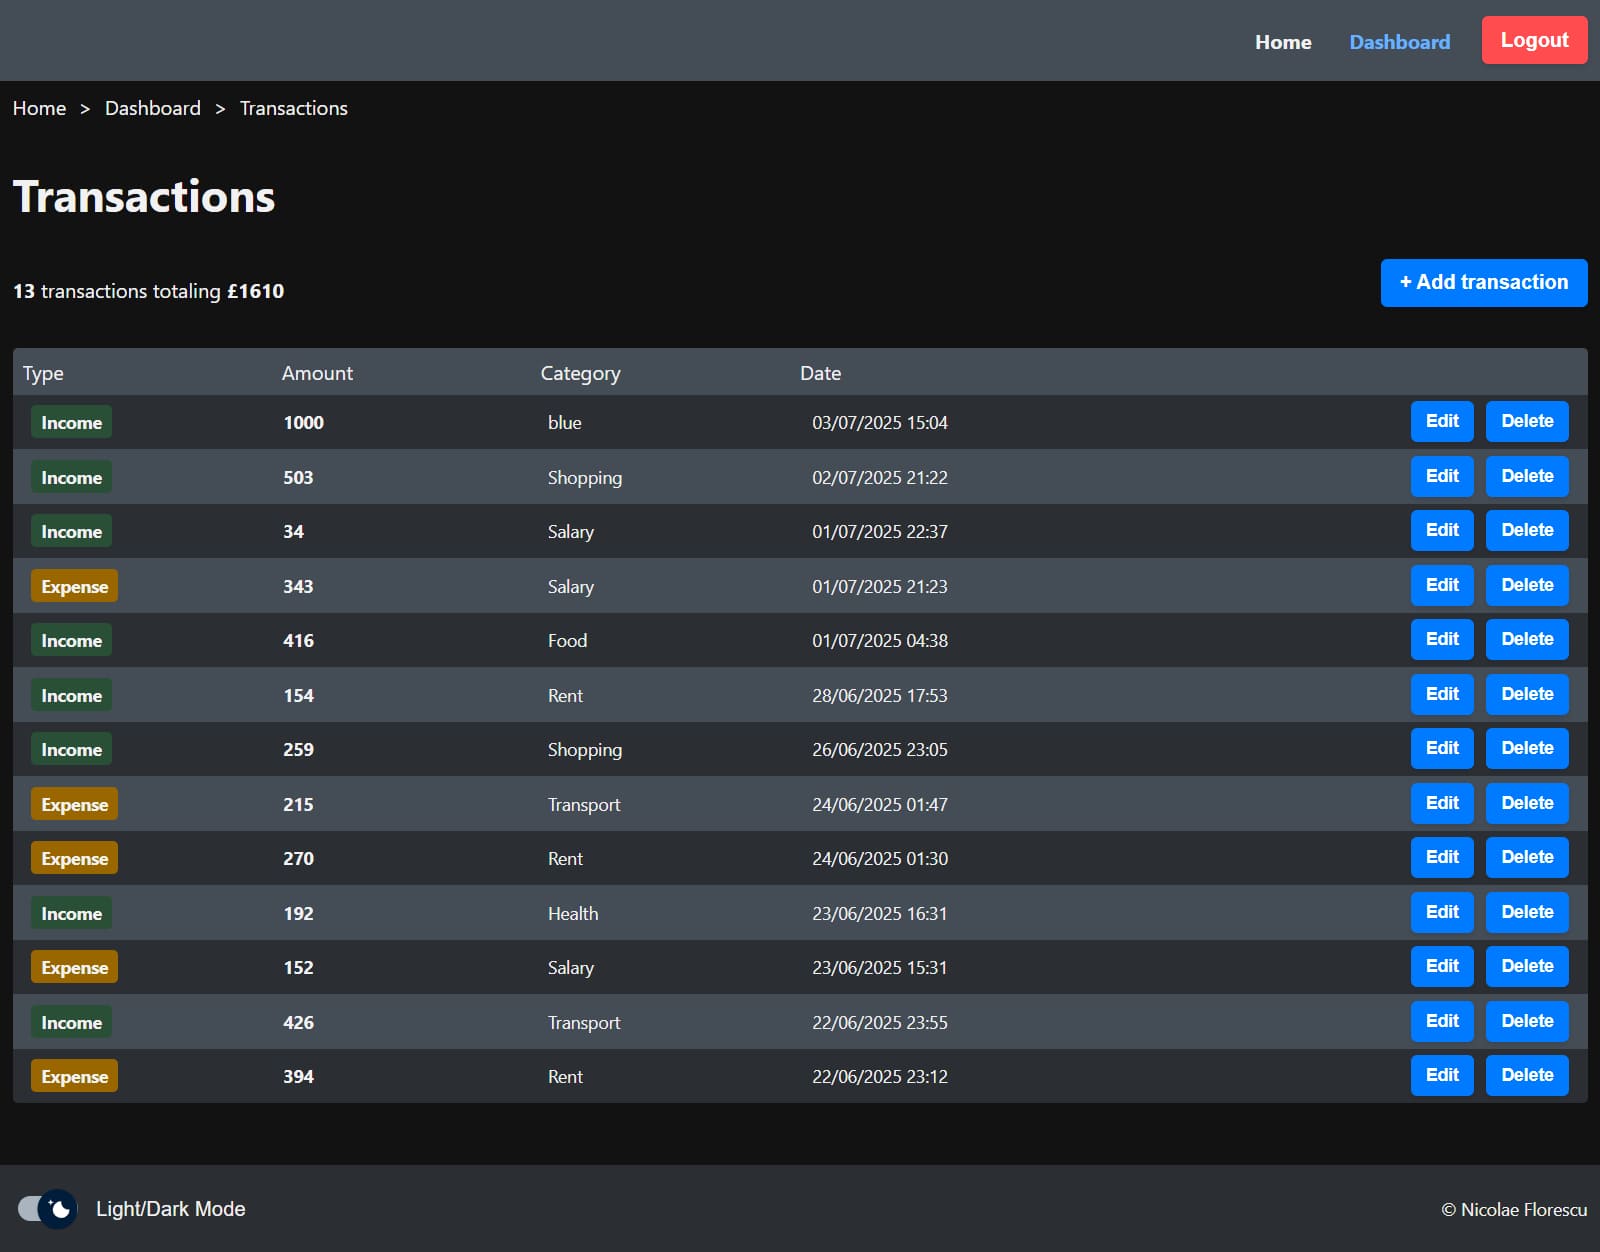 Home Dashboard Logout
Home > Dashboard > Transactions
Transactions
13 transactions totaling £1610
+ Add transaction
Type Amount Category Date
Income 1000 blue 03/07/2025 15:04 Edit Delete
Income 503 Shopping 02/07/2025 21:22 Edit Delete
Income 34 Salary 01/07/2025 22:37 Edit Delete
Expense 343 Salary 01/07/2025 21:23 Edit Delete
Income 416 Food 01/07/2025 04:38 Edit Delete
Income 154 Rent 28/06/2025 17:53 Edit Delete
Income 259 Shopping 26/06/2025 23:05 Edit Delete
Expense 215 Transport 24/06/2025 01:47 Edit Delete
Expense 270 Rent 24/06/2025 01:30 Edit Delete
Income 192 Health 23/06/2025 16:31 Edit Delete
Expense 152 Salary 23/06/2025 15:31 Edit Delete
Income 426 Transport 22/06/2025 23:55 Edit Delete
Expense 394 Rent 22/06/2025 23:12 Edit Delete
Light/Dark Mode
© Nicolae Florescu